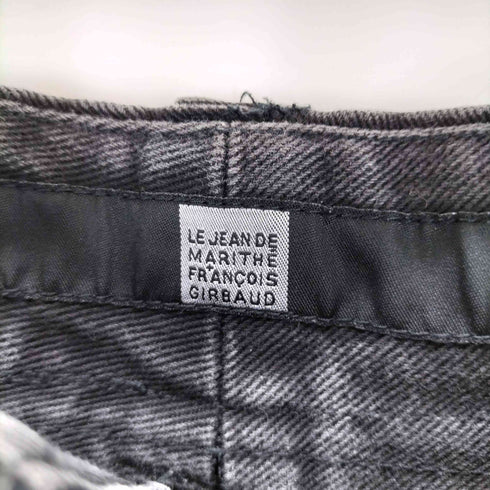 LE JEAN DE
MARITHÉ
FRANÇOIS
GIRBAUD